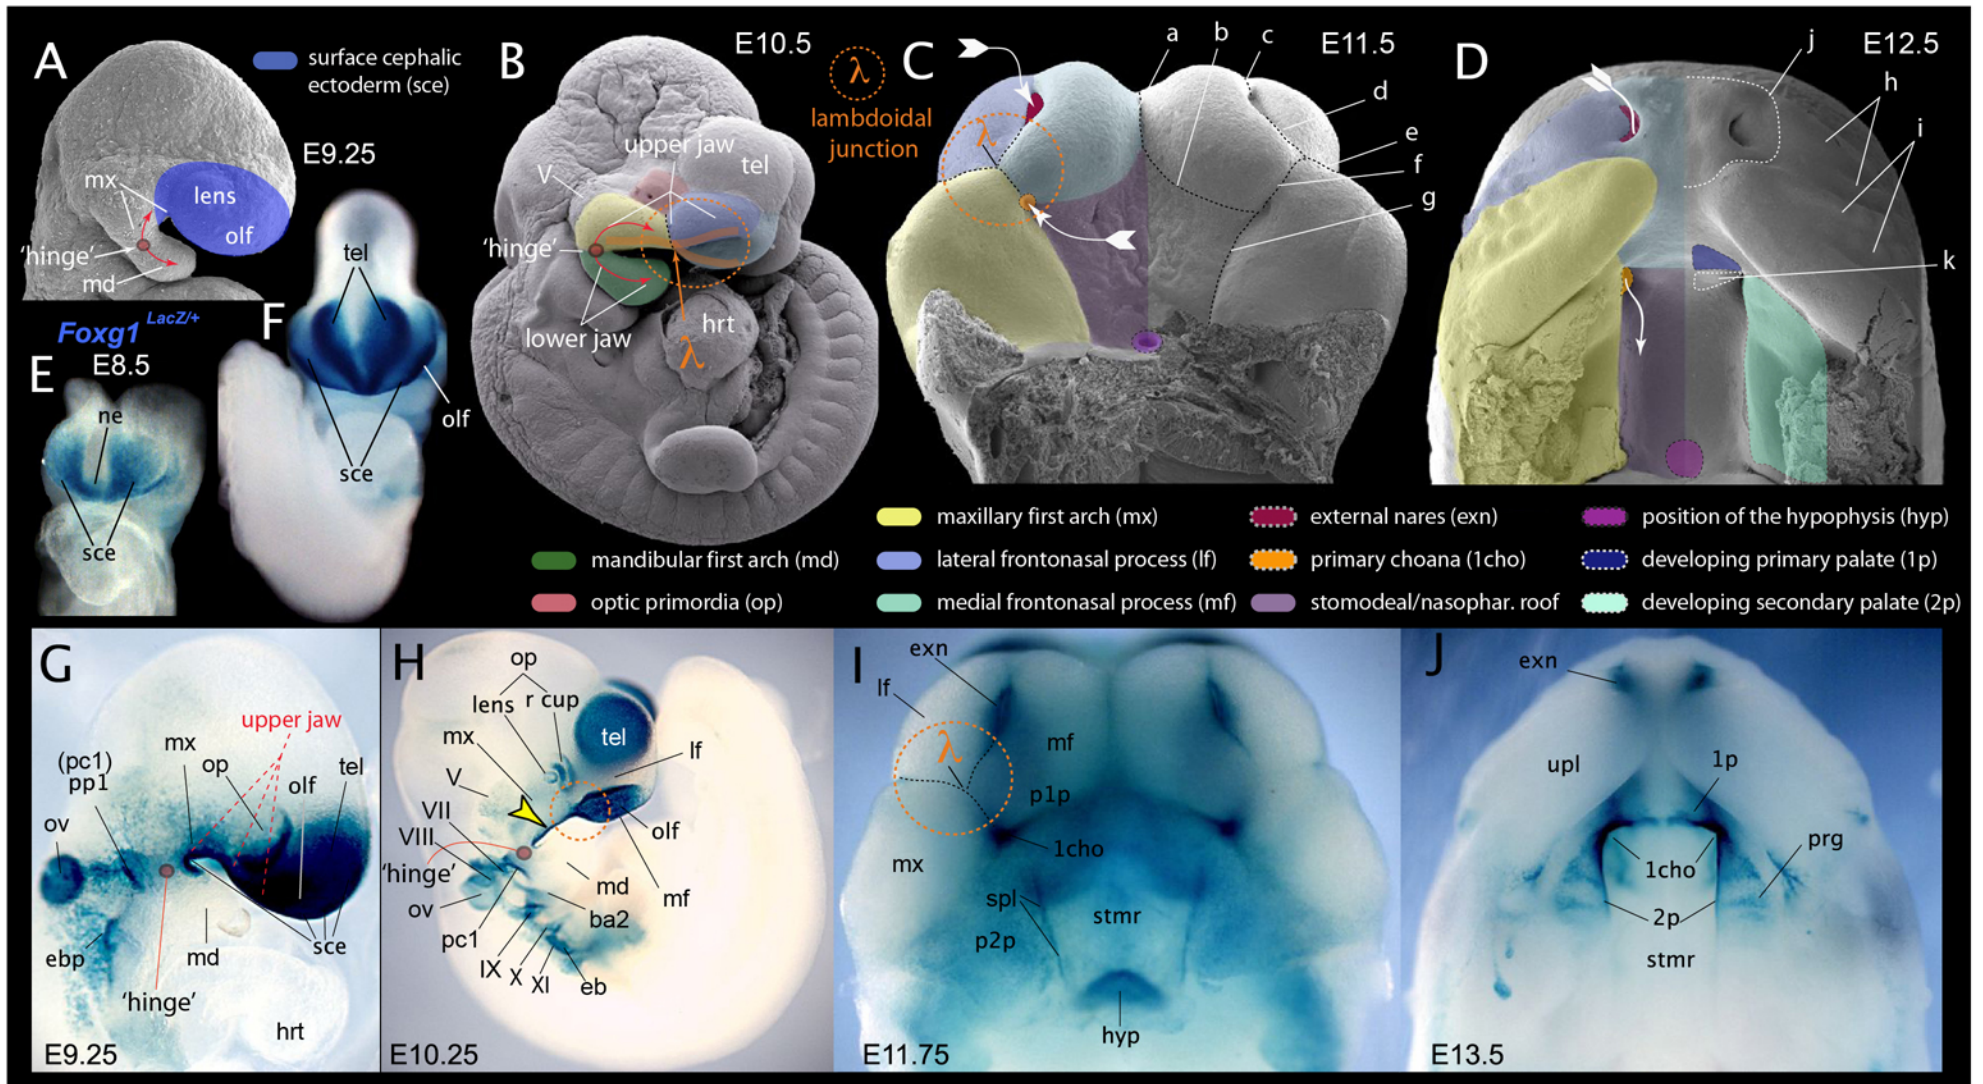 A
surface cephalic
ectoderm (sce)
E9.25
mx
lens
olf
'hinge'
md
B
E10.5
λ
lambdoidal
junction
upper jaw
tel
V
'hinge'
lower jaw
hrt
λ
C
E11.5
a
b
c
d
e
f
g
λ
D
E12.5
j
h
i
k
Foxg1 LacZ/+
E
E8.5
ne
sce
F
tel
olf
sce
maxillary first arch (mx)
external nares (exn)
position of the hypophysis (hyp)
mandibular first arch (md)
lateral frontonasal process (lf)
primary choana (1cho)
developing primary palate (1p)
optic primordia (op)
medial frontonasal process (mf)
stomodeal/nasophar. roof
developing secondary palate (2p)
G
upper jaw
mx
op
(pc1)
pp1
olf
tel
ov
ebp
md
sce
'hinge'
hrt
E9.25
H
op
lens
r cup
tel
mx
lf
V
VII
VIII
olf
'hinge'
md
mf
ov
ba2
pc1
IX
X
XI
eb
E10.25
I
exn
lf
λ
mf
p1p
1cho
mx
spl
stmr
p2p
hyp
E11.75
J
exn
upl
1p
prg
1cho
2p
stmr
E13.5